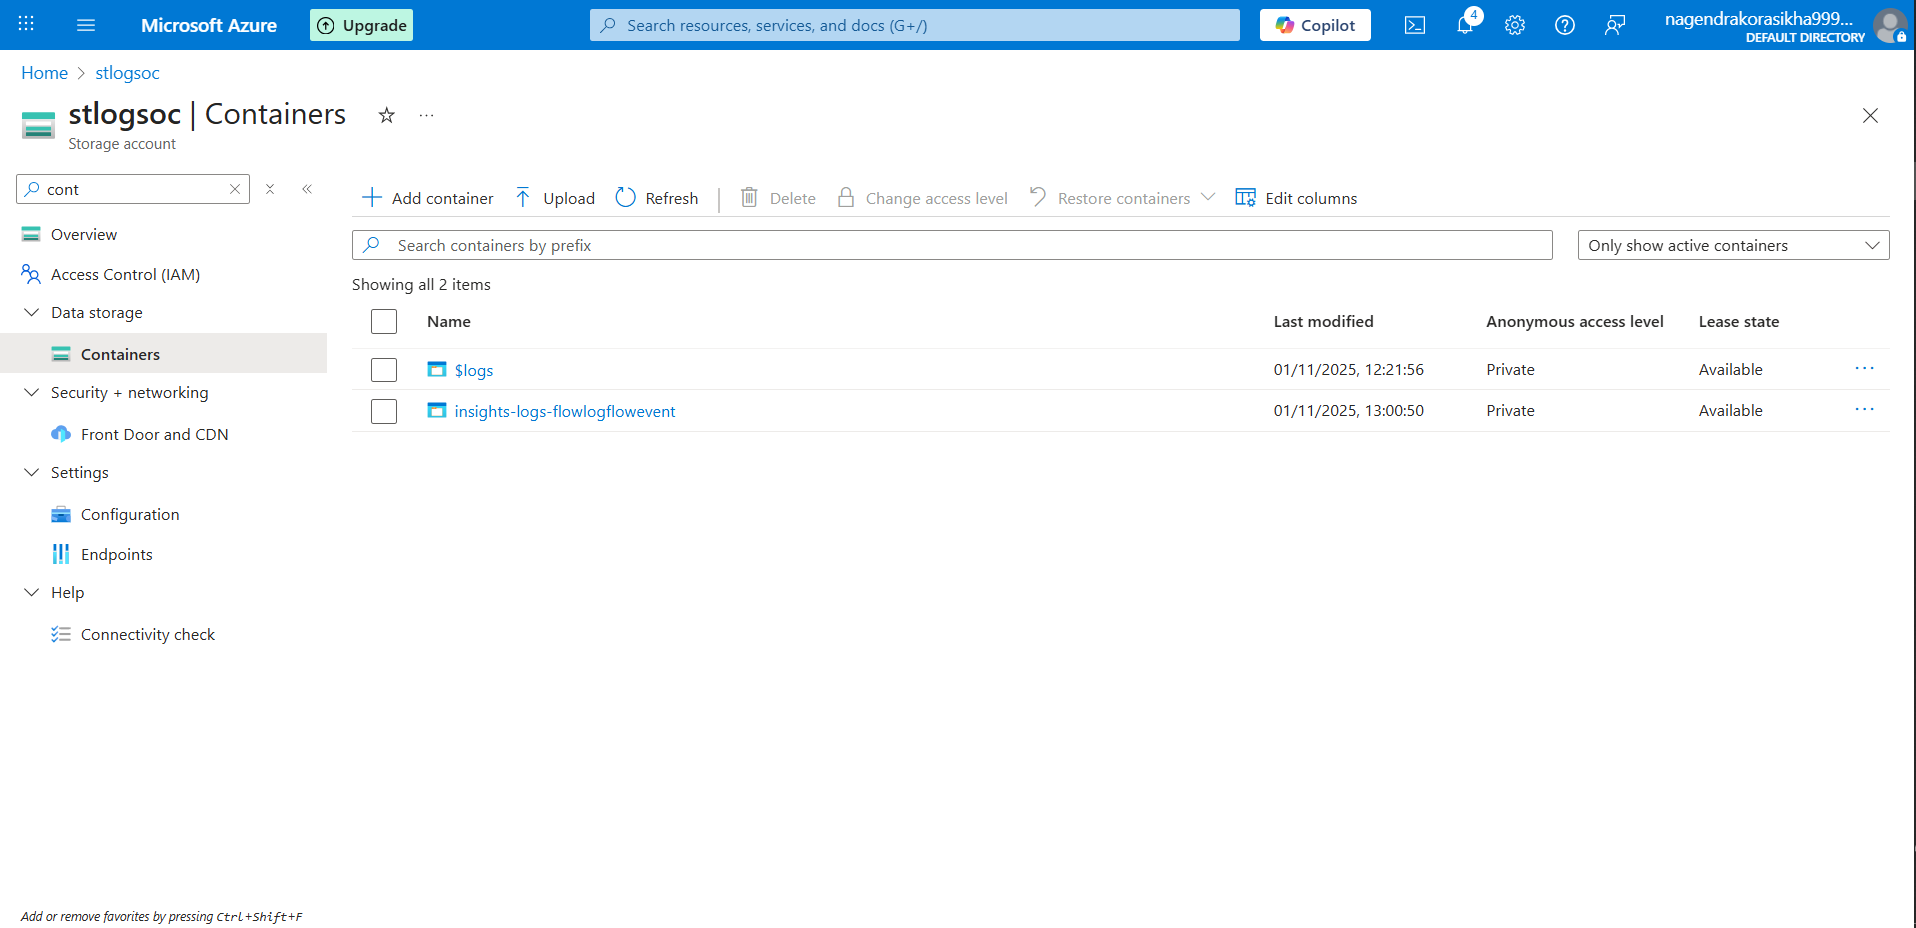 Microsoft Azure
Upgrade
Search resources, services, and docs (G+/)
Copilot
4
nagendrakorasikha999...
DEFAULT DIRECTORY
Home > stlogsoc
stlogsoc | Containers
Storage account
cont
Overview
Access Control (IAM)
Data storage
Containers
Security + networking
Front Door and CDN
Settings
Configuration
Endpoints
Help
Connectivity check
Add or remove favorites by pressing Ctrl+Shift+F
Add container Upload Refresh Delete Change access level Restore containers Edit columns
Search containers by prefix
Only show active containers
Showing all 2 items
Name Last modified Anonymous access level Lease state
$logs 01/11/2025, 12:21:56 Private Available
insights-logs-flowlogflowevent 01/11/2025, 13:00:50 Private Available